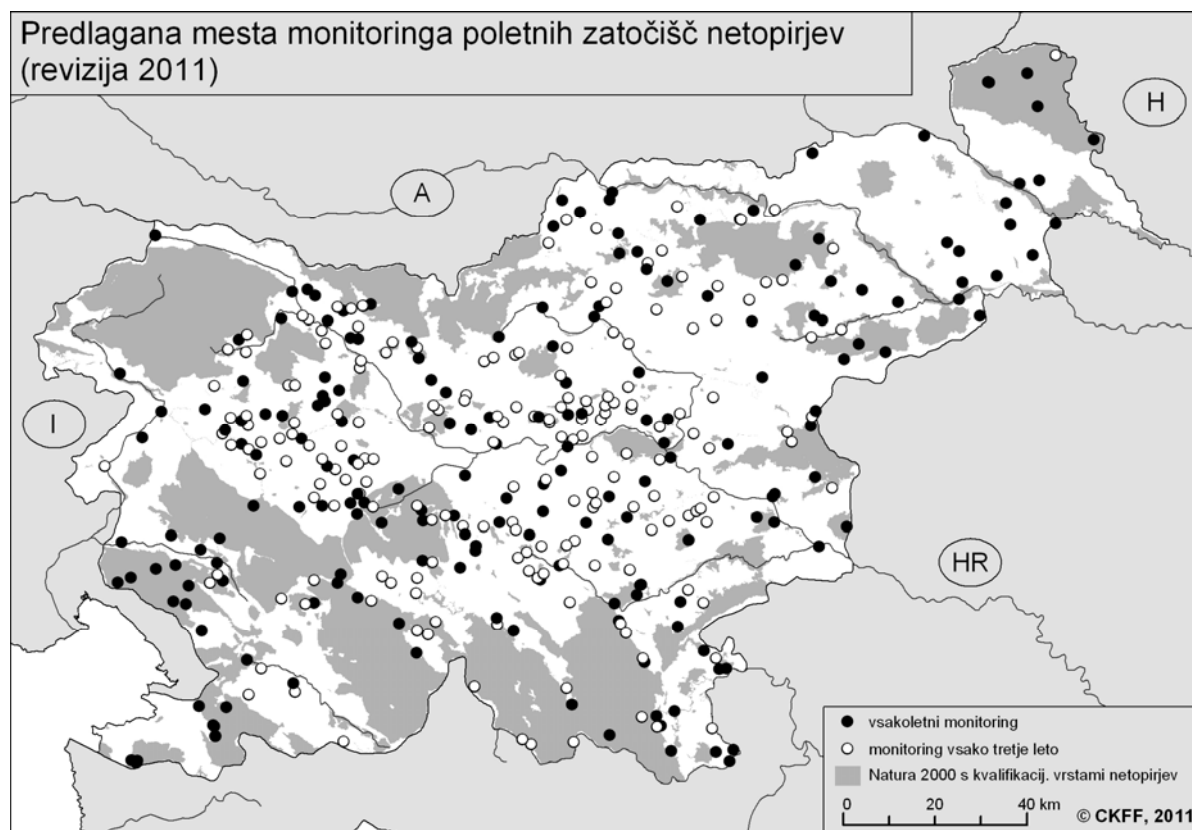 Predlagana mesta monitoringa poletnih zatočišč netopirjev
(revizija 2011)
H
A
I
HR
vsakoletni monitoring
monitoring vsako tretje leto
Natura 2000 s kvalifikacij. vrstami netopirjev
0 20 40 km
© CKFF, 2011